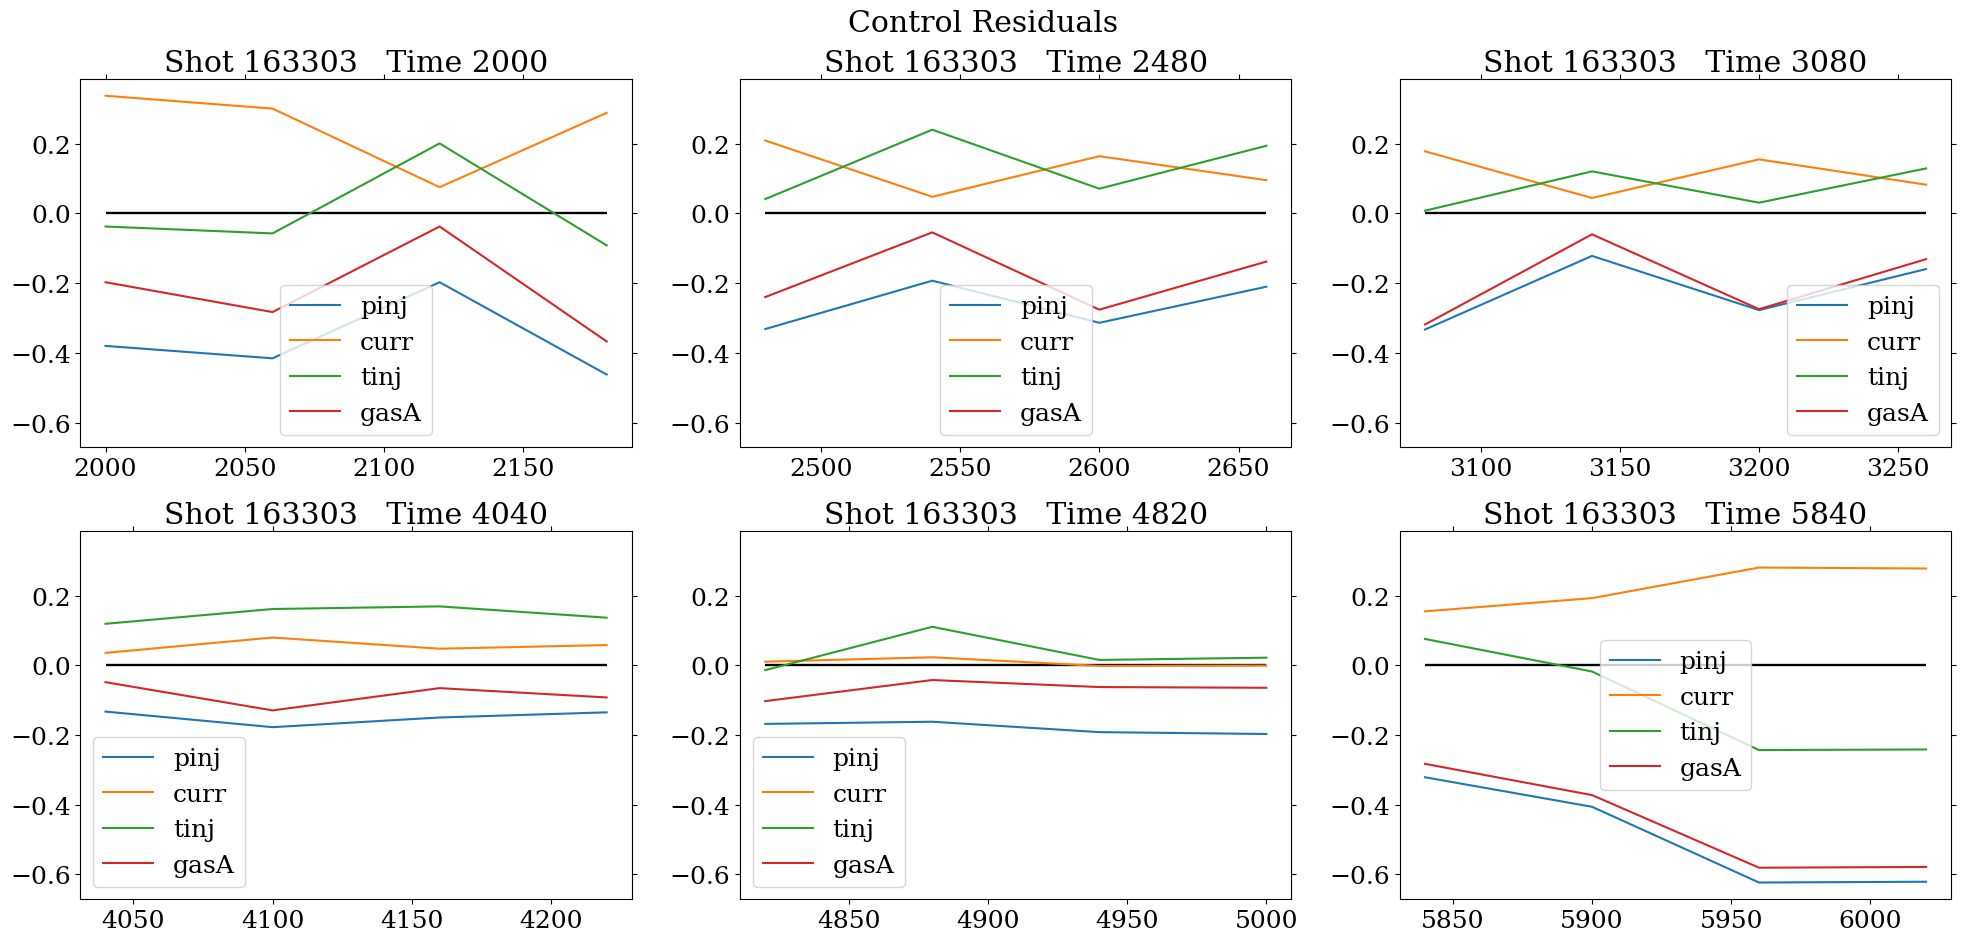 Control Residuals
Shot 163303   Time 2000
0.2
0.0
−0.2
−0.4
−0.6
pinj
curr
tinj
gasA
2000 2050 2100 2150
Shot 163303   Time 2480
0.2
0.0
−0.2
−0.4
−0.6
pinj
curr
tinj
gasA
2500 2550 2600 2650
Shot 163303   Time 3080
0.2
0.0
−0.2
−0.4
−0.6
pinj
curr
tinj
gasA
3100 3150 3200 3250
Shot 163303   Time 4040
0.2
0.0
−0.2
−0.4
−0.6
pinj
curr
tinj
gasA
4050 4100 4150 4200
Shot 163303   Time 4820
0.2
0.0
−0.2
−0.4
−0.6
pinj
curr
tinj
gasA
4850 4900 4950 5000
Shot 163303   Time 5840
0.2
0.0
−0.2
−0.4
−0.6
pinj
curr
tinj
gasA
5850 5900 5950 6000